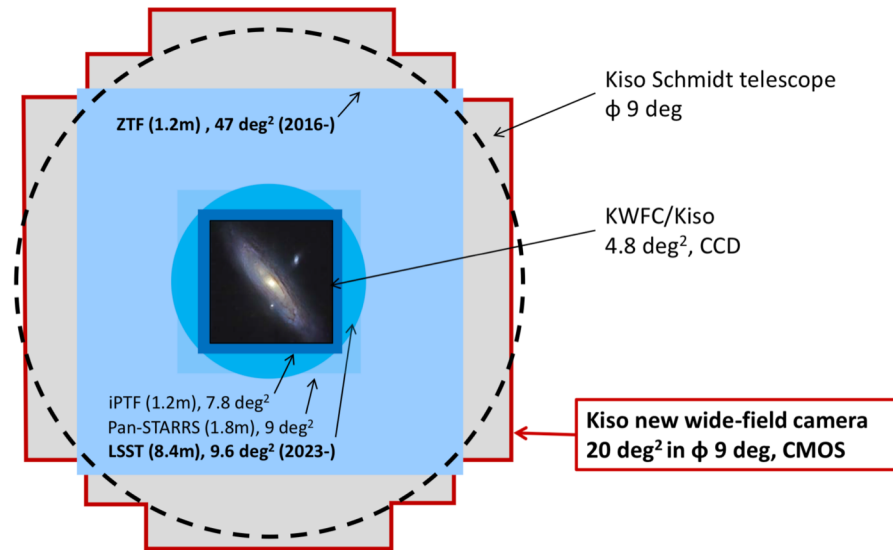 ZTF (1.2m) , 47 deg² (2016-)
Kiso Schmidt telescope
ϕ 9 deg
KWFC/Kiso
4.8 deg², CCD
iPTF (1.2m), 7.8 deg²
Pan-STARRS (1.8m), 9 deg²
LSST (8.4m), 9.6 deg² (2023-)
Kiso new wide-field camera
20 deg² in ϕ 9 deg, CMOS